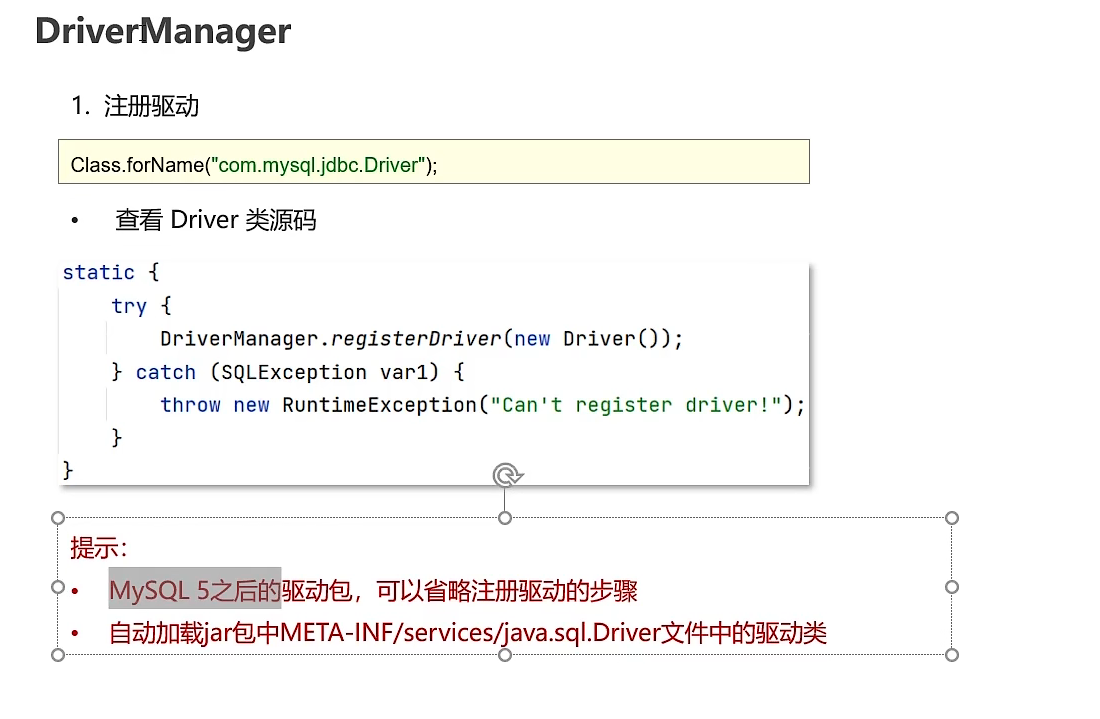 DriverManager
1. 注册驱动
Class.forName("com.mysql.jdbc.Driver");
• 查看 Driver 类源码
static {
try {
DriverManager.registerDriver(new Driver());
} catch (SQLException var1) {
throw new RuntimeException("Can't register driver!");
}
}
提示：
• MySQL 5之后的驱动包，可以省略注册驱动的步骤
• 自动加载jar包中META-INF/services/java.sql.Driver文件中的驱动类